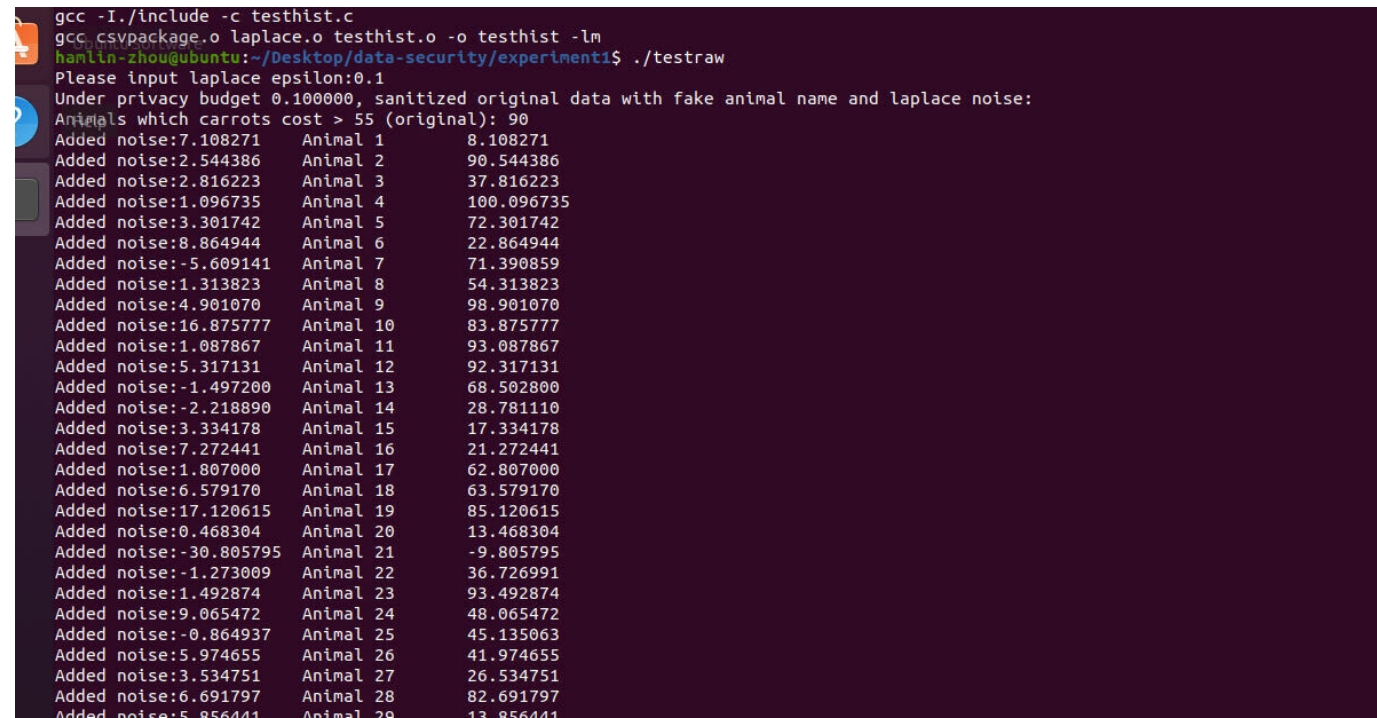 gcc -I./include -c testhist.c
gcc csvpackage.o laplace.o testhist.o -o testhist -lm
hamlin-zhou@ubuntu:~/Desktop/data-security/experiment1$ ./testraw
Please input laplace epsilon:0.1
Under privacy budget 0.100000, sanitized original data with fake animal name and laplace noise:
Animals which carrots cost > 55 (original): 90
Added noise:7.108271 Animal 1 8.108271
Added noise:2.544386 Animal 2 90.544386
Added noise:2.816223 Animal 3 37.816223
Added noise:1.096735 Animal 4 100.096735
Added noise:3.301742 Animal 5 72.301742
Added noise:8.864944 Animal 6 22.864944
Added noise:-5.609141 Animal 7 71.390859
Added noise:1.313823 Animal 8 54.313823
Added noise:4.901070 Animal 9 98.901070
Added noise:16.875777 Animal 10 83.875777
Added noise:1.087867 Animal 11 93.087867
Added noise:5.317131 Animal 12 92.317131
Added noise:-1.497200 Animal 13 68.502800
Added noise:-2.218890 Animal 14 28.781110
Added noise:3.334178 Animal 15 17.334178
Added noise:7.272441 Animal 16 21.272441
Added noise:1.807000 Animal 17 62.807000
Added noise:6.579170 Animal 18 63.579170
Added noise:17.120615 Animal 19 85.120615
Added noise:0.468304 Animal 20 13.468304
Added noise:-30.805795 Animal 21 -9.805795
Added noise:-1.273009 Animal 22 36.726991
Added noise:1.492874 Animal 23 93.492874
Added noise:9.065472 Animal 24 48.065472
Added noise:-0.864937 Animal 25 45.135063
Added noise:5.974655 Animal 26 41.974655
Added noise:3.534751 Animal 27 26.534751
Added noise:6.691797 Animal 28 82.691797
Added noise:5.856441 Animal 29 13.856441
Ubuntu Software
Help